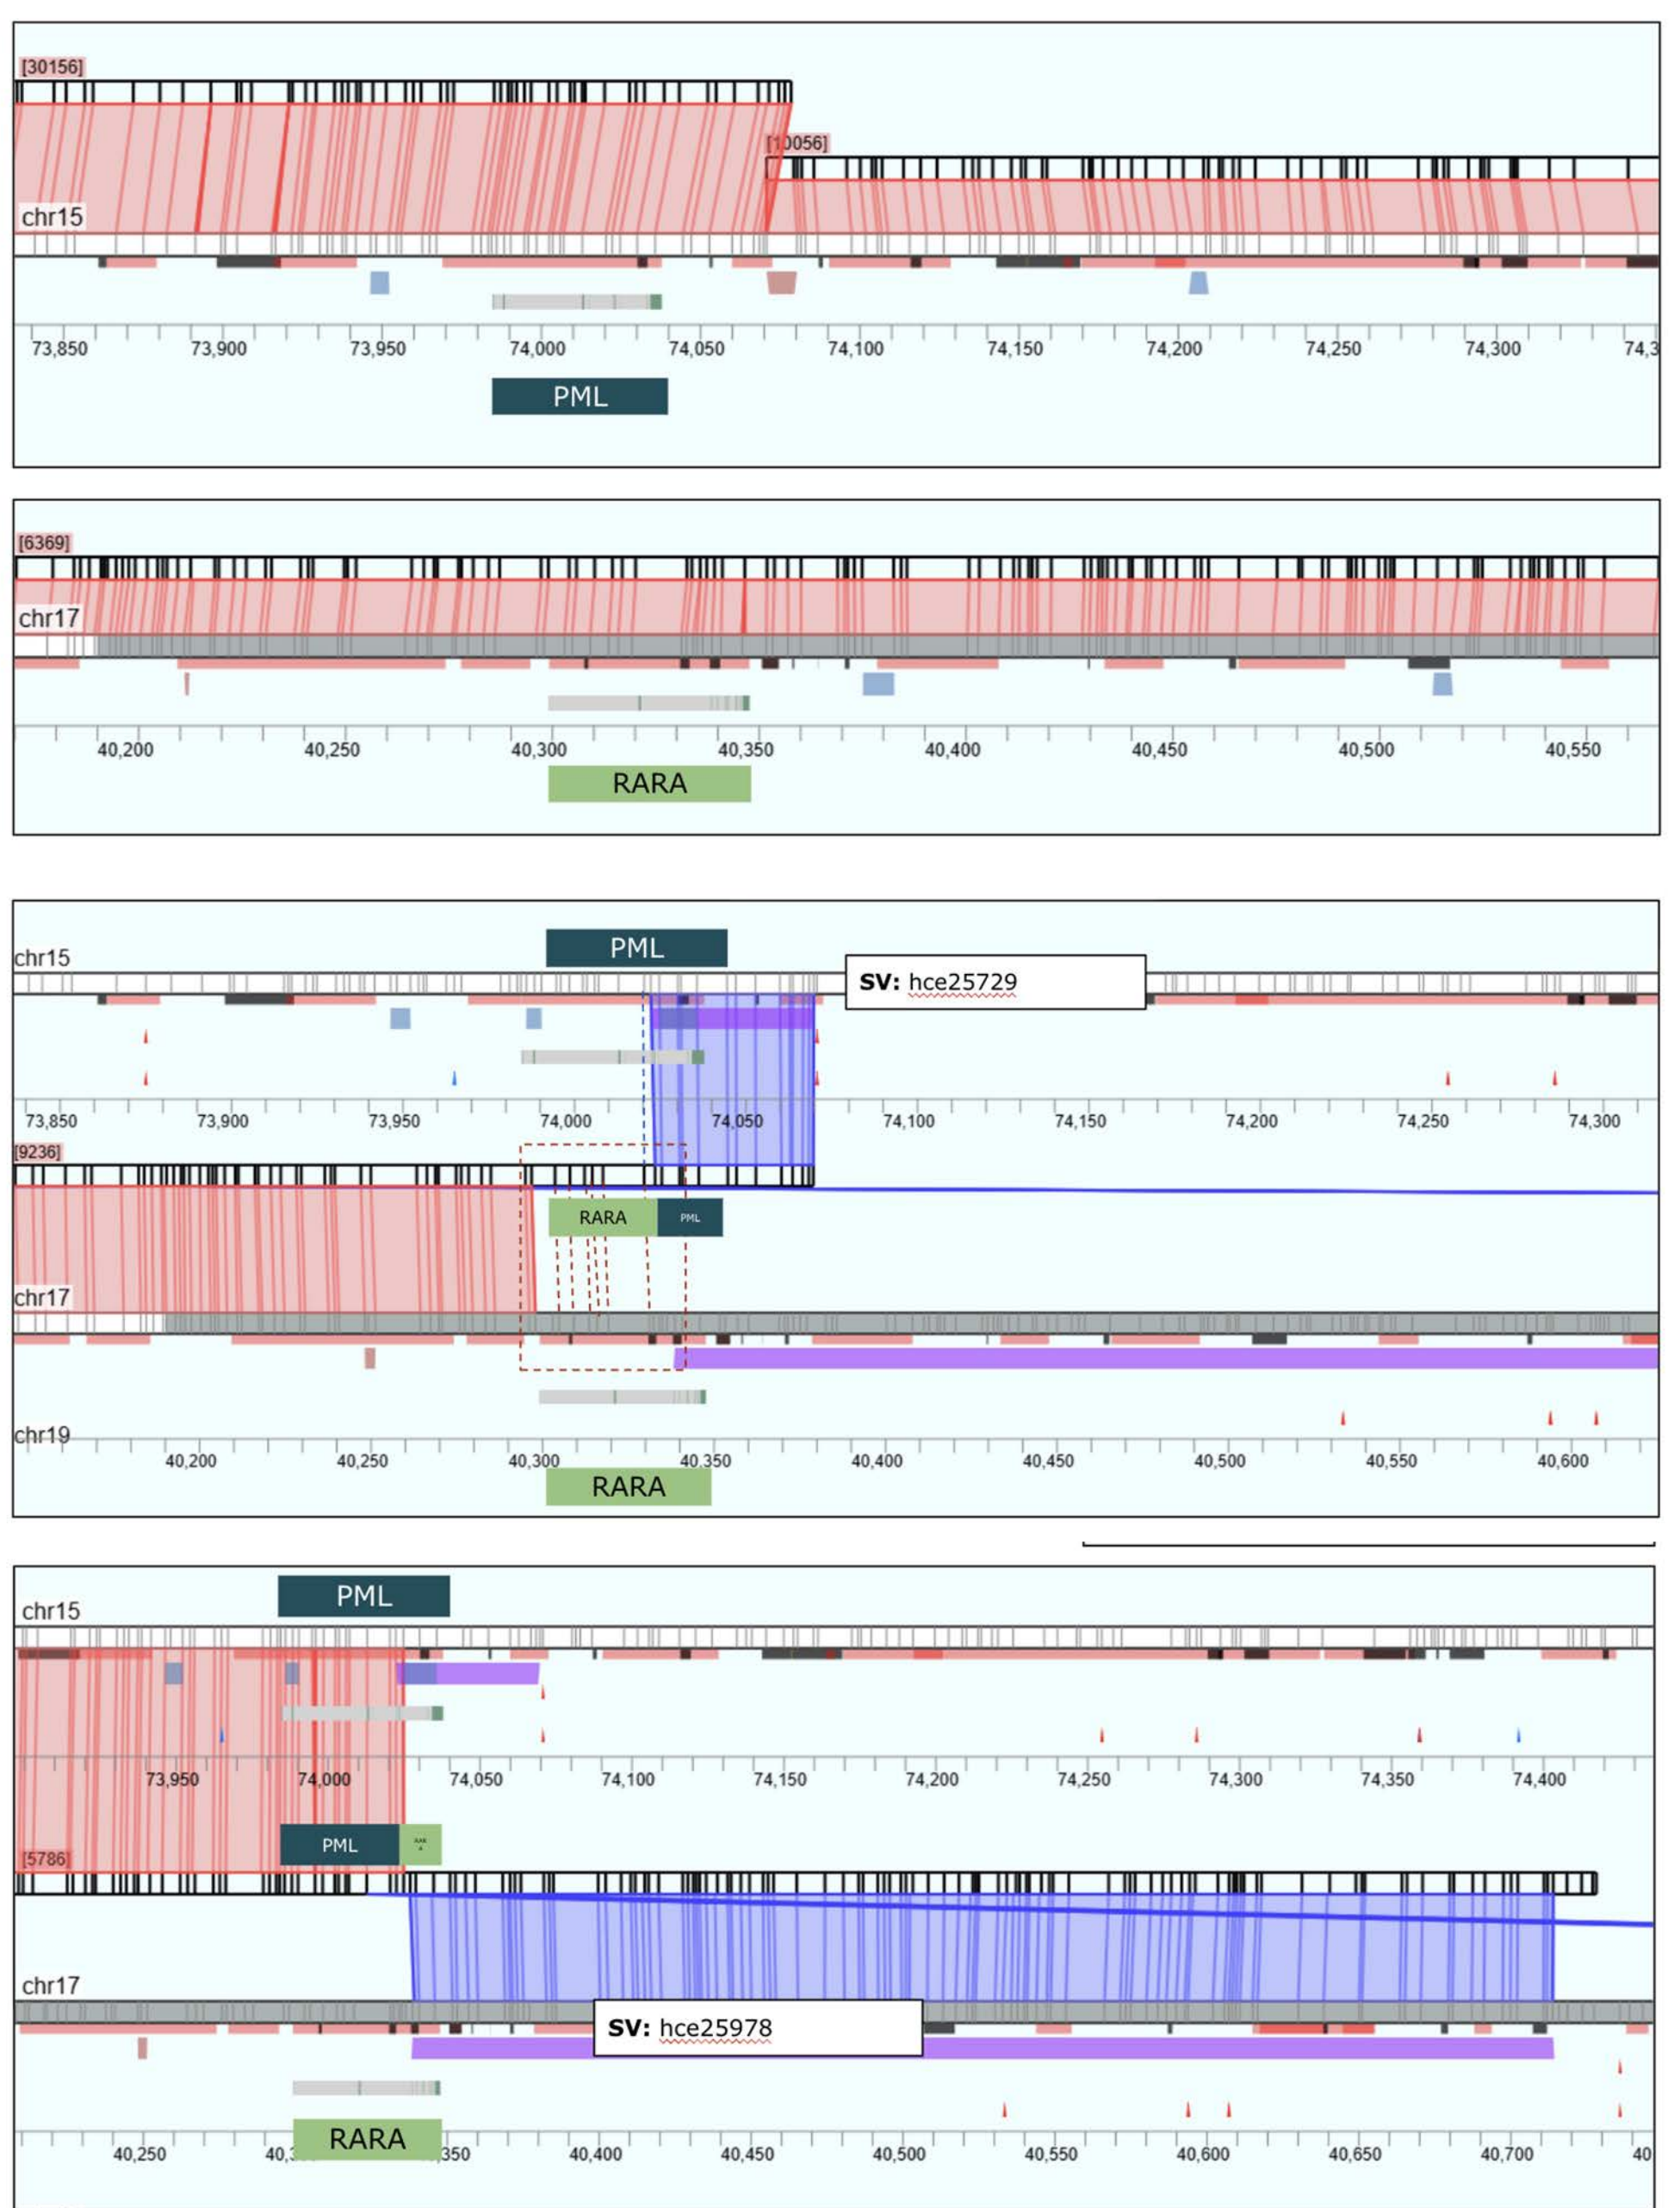 [30156]
[10056]
chr15
73,850 73,900 73,950 74,000 74,050 74,100 74,150 74,200 74,250 74,300 74,3
PML
[6369]
chr17
40,200 40,250 40,300 40,350 40,400 40,450 40,500 40,550
RARA
PML
chr15
SV: hce25729
73,850 73,900 73,950 74,000 74,050 74,100 74,150 74,200 74,250 74,300
[9236]
RARA PML
chr17
chr19
40,200 40,250 40,300 40,350 40,400 40,450 40,500 40,550 40,600
RARA
PML
chr15
73,950 74,000 74,050 74,100 74,150 74,200 74,250 74,300 74,350 74,400
PML
[5786]
chr17
SV: hce25978
RARA
40,250 40,3 350 40,400 40,450 40,500 40,550 40,600 40,650 40,700 40